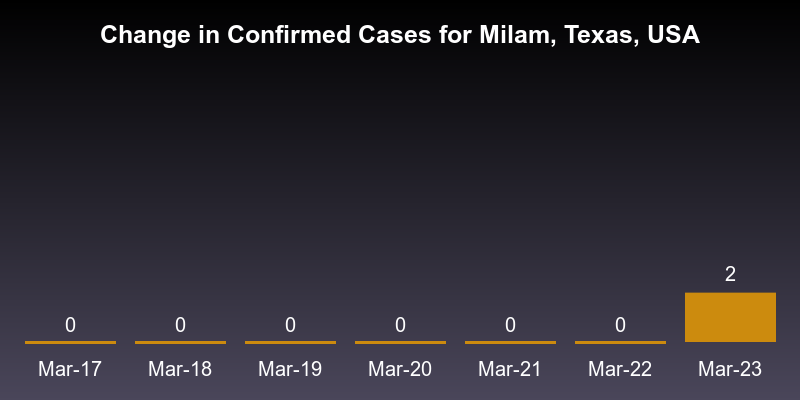 Change in Confirmed Cases for Milam, Texas, USA
0 0 0 0 0 0 2
Mar-17 Mar-18 Mar-19 Mar-20 Mar-21 Mar-22 Mar-23